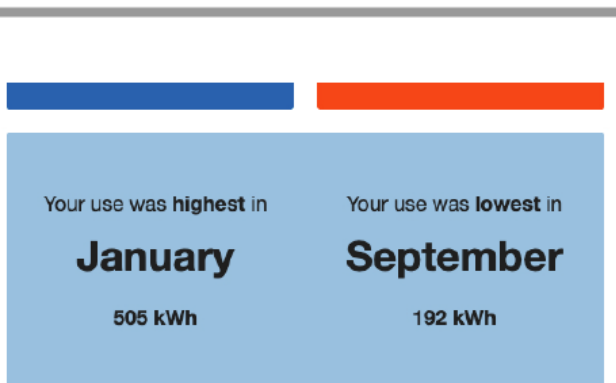 Your use was highest in
January
505 kWh
Your use was lowest in
September
192 kWh